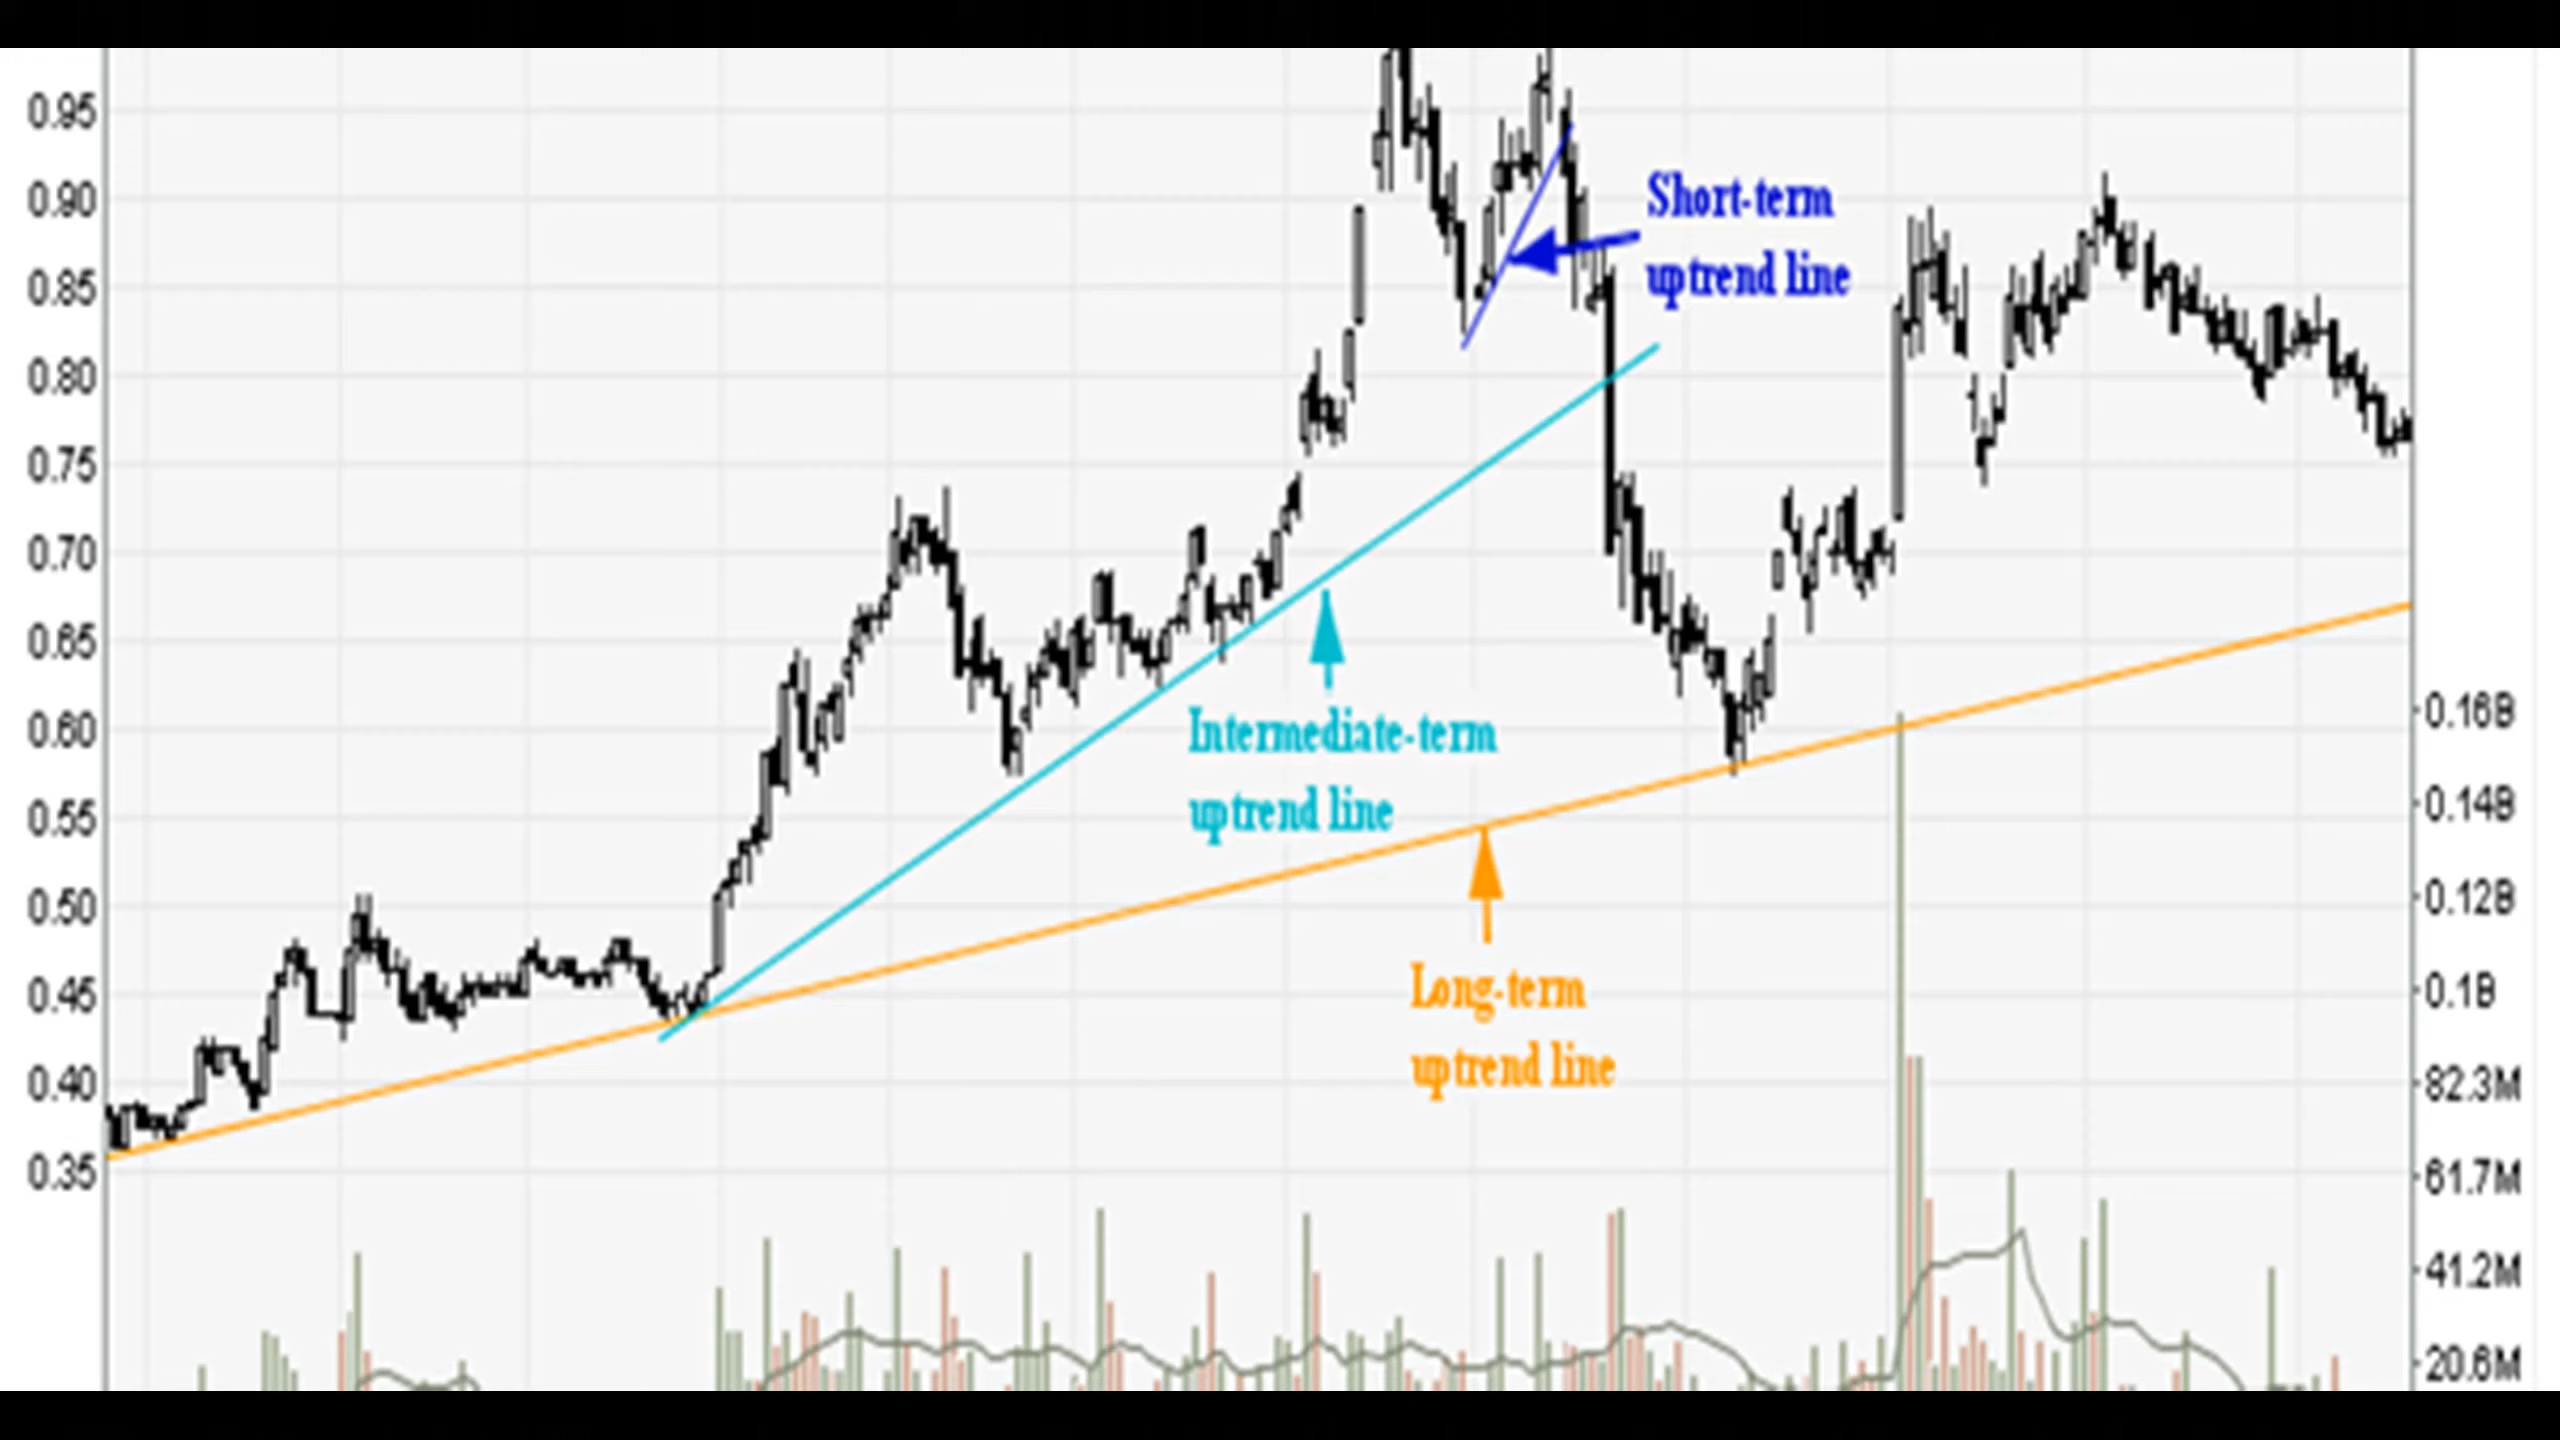 0.95
0.90
0.85
0.80
0.75
0.70
0.65
0.60
0.55
0.50
0.45
0.40
0.35
Short-term
uptrend line
Intermediate-term
uptrend line
Long-term
uptrend line
0.16B
0.14B
0.12B
0.1B
82.3M
61.7M
41.2M
20.6M